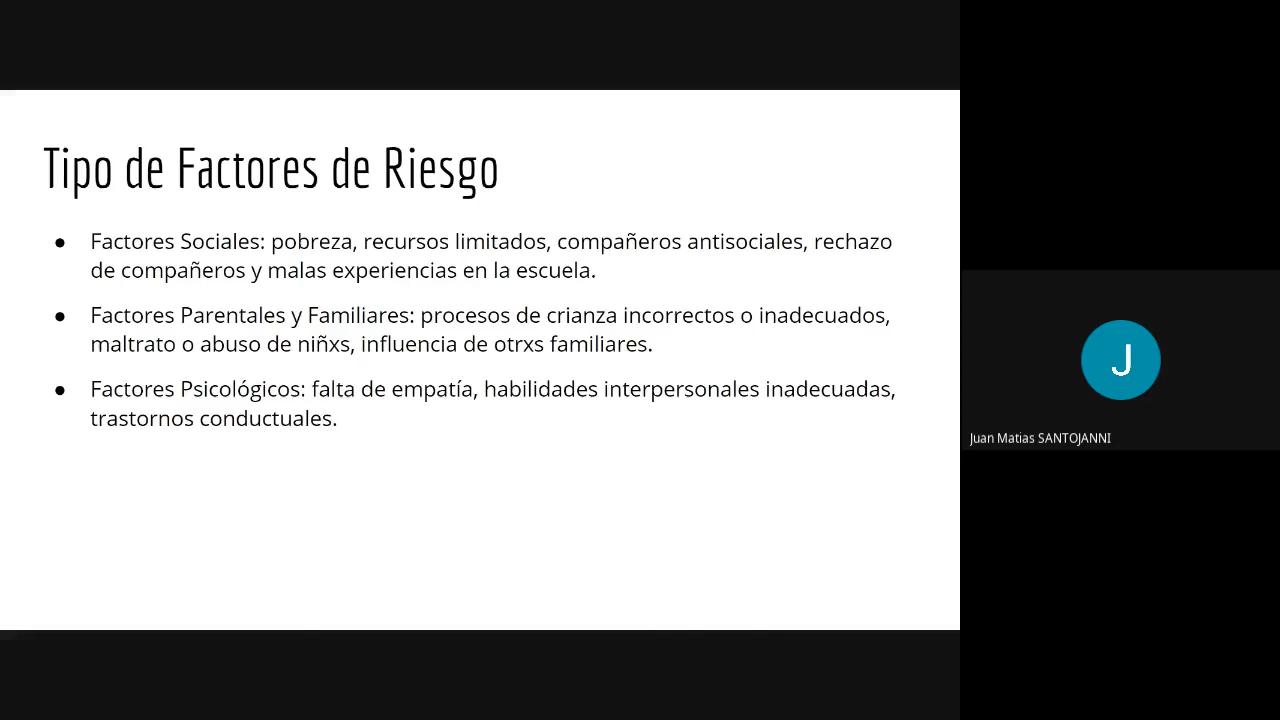 Tipo de Factores de Riesgo
● Factores Sociales: pobreza, recursos limitados, compañeros antisociales, rechazo
de compañeros y malas experiencias en la escuela.
● Factores Parentales y Familiares: procesos de crianza incorrectos o inadecuados,
maltrato o abuso de niñxs, influencia de otrxs familiares.
● Factores Psicológicos: falta de empatía, habilidades interpersonales inadecuadas,
trastornos conductuales.
J
Juan Matias SANTOJANNI